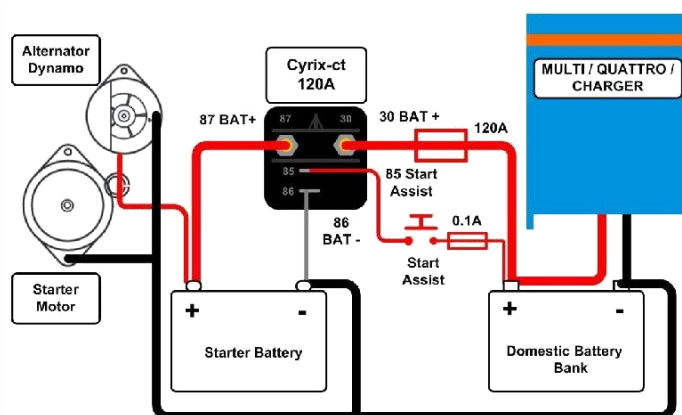 Alternator
Dynamo
Cyrix-ct
120A
MULTI / QUATTRO /
CHARGER
87 BAT+
87
30
30 BAT +
120A
85
86
85 Start
Assist
86
BAT -
0.1A
Start
Assist
Starter
Motor
+
-
Starter Battery
+
-
Domestic Battery
Bank